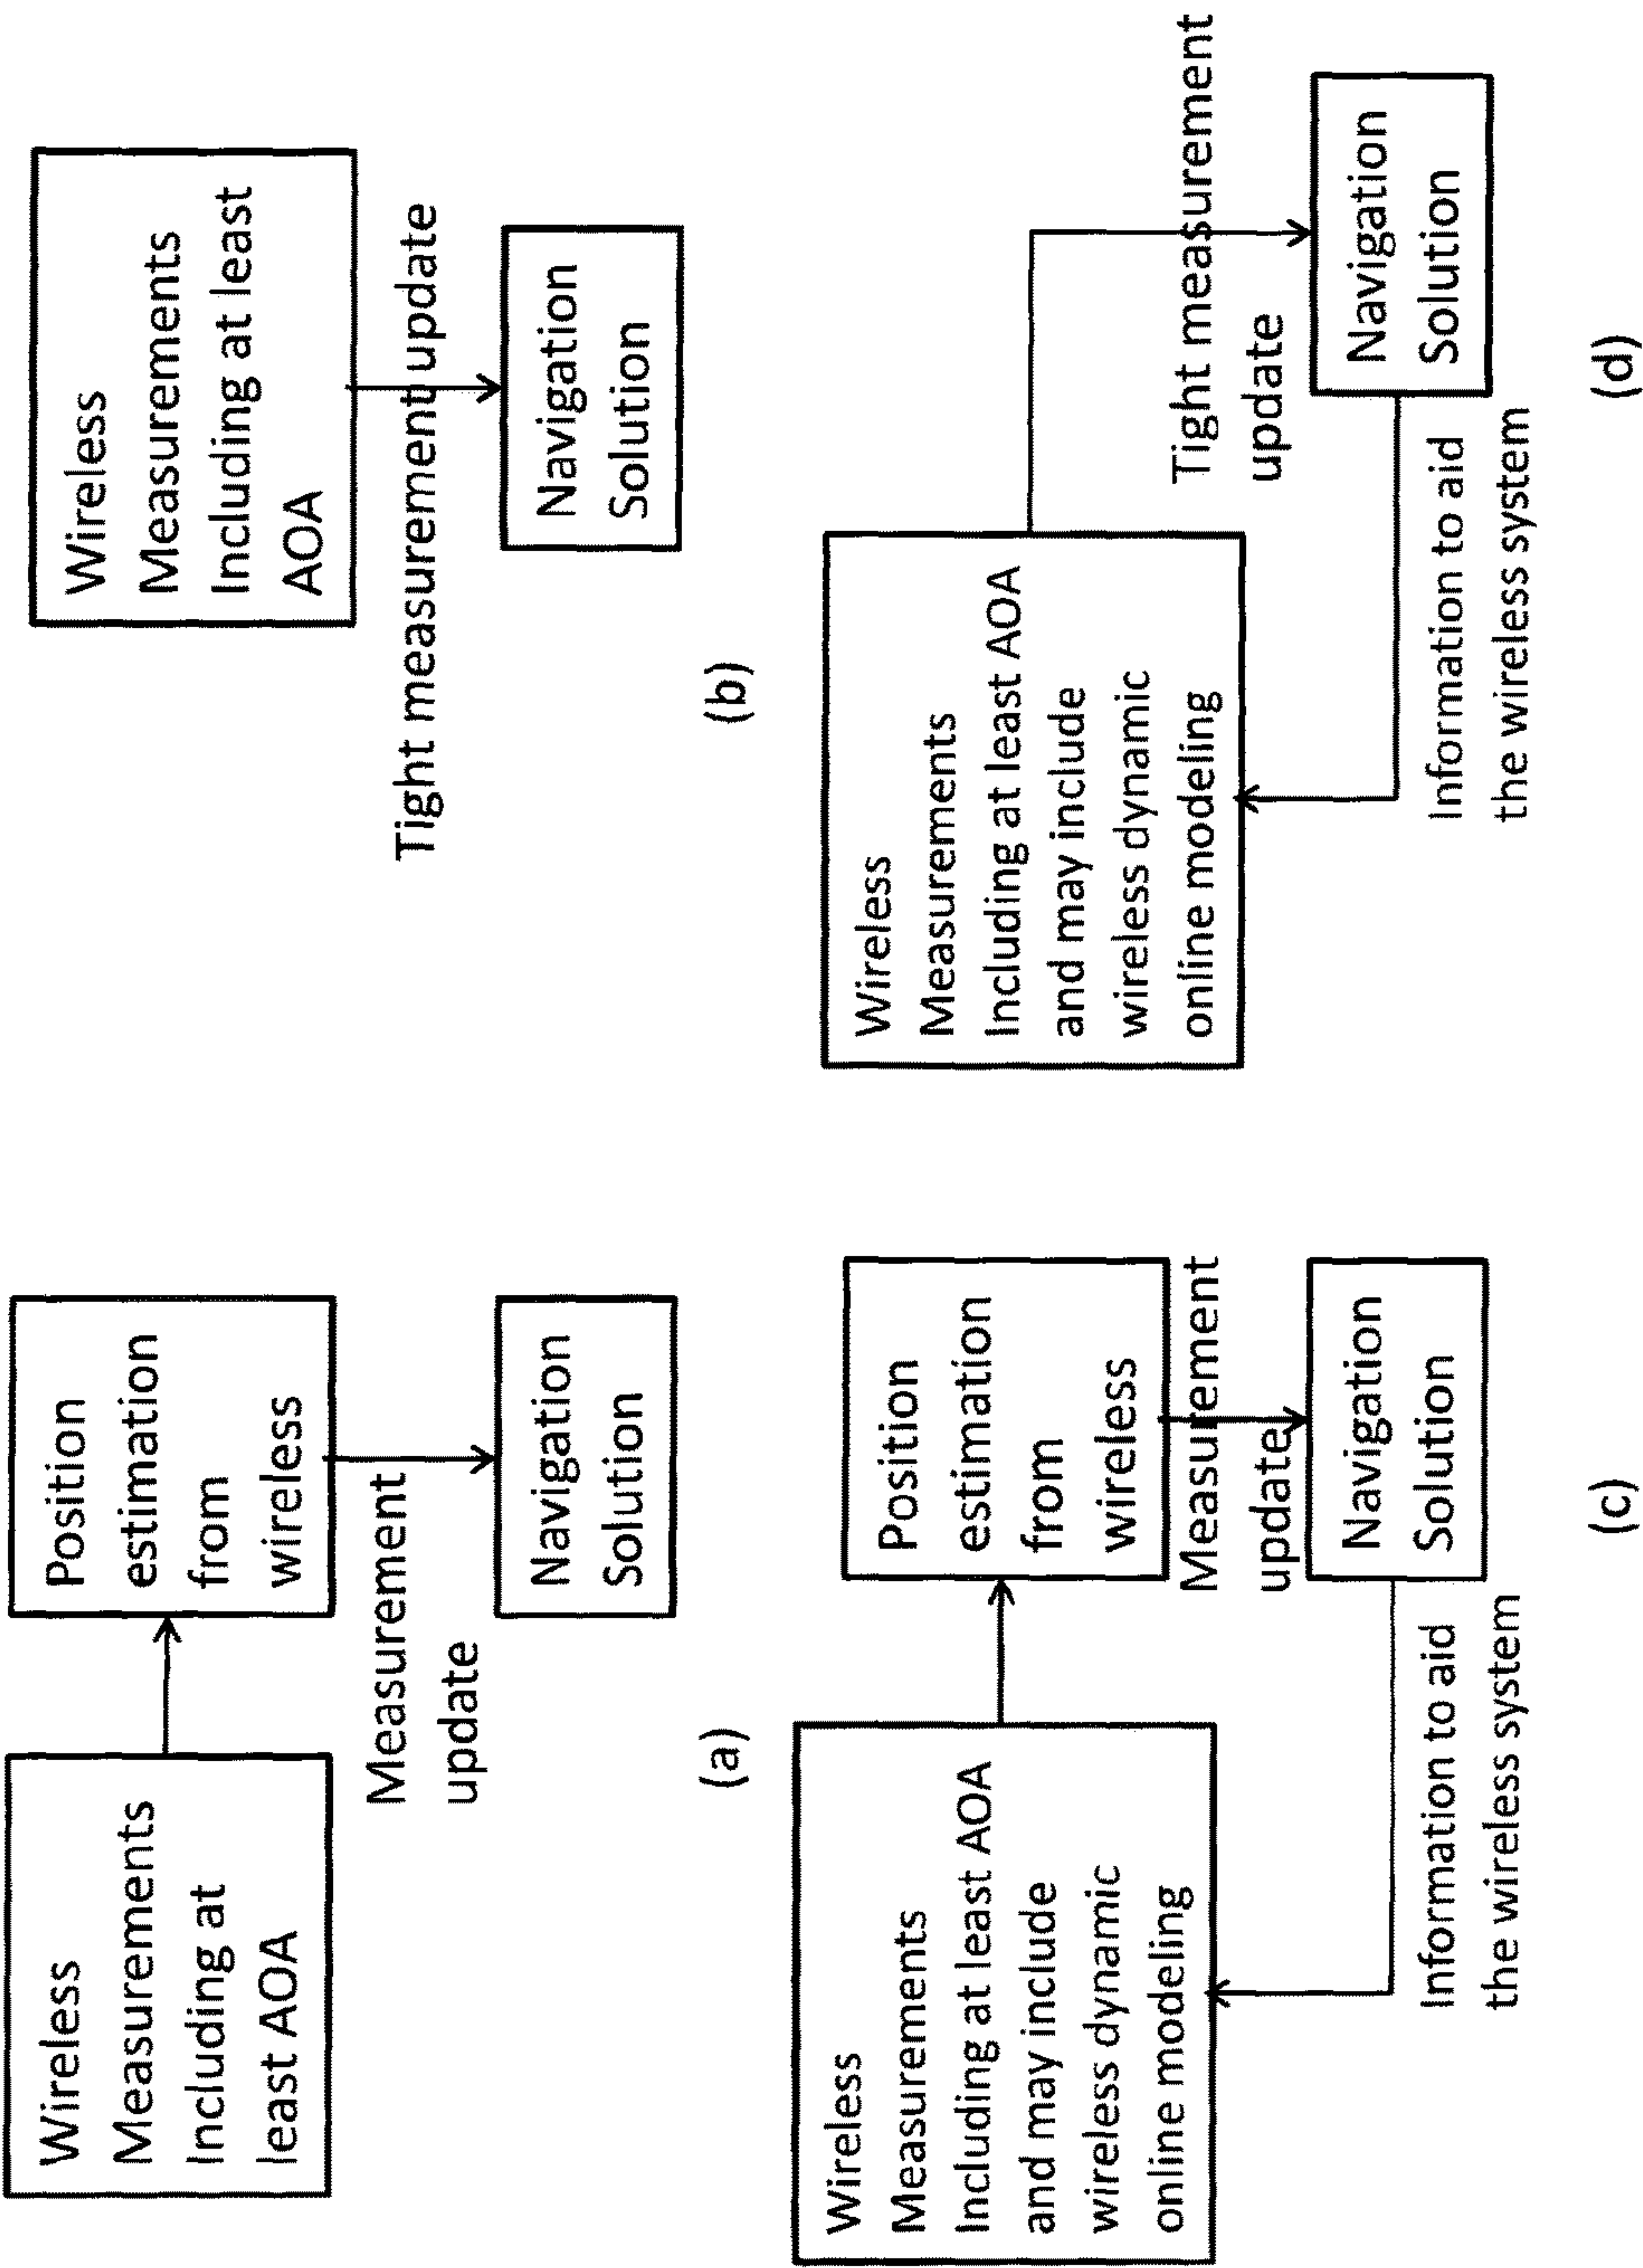 Wireless
Measurements
Including at
least AOA
Position
estimation
from
wireless
Measurement
update
Navigation
Solution
(a)
Wireless
Measurements
Including at least
AOA
Tight measurement update
Navigation
Solution
(b)
Wireless
Measurements
Including at least AOA
and may include
wireless dynamic
online modeling
Position
estimation
from
wireless
Measurement
update
Navigation
Solution
Information to aid
the wireless system
(c)
Wireless
Measurements
Including at least AOA
and may include
wireless dynamic
online modeling
Tight measurement
update
Navigation
Solution
Information to aid
the wireless system
(d)